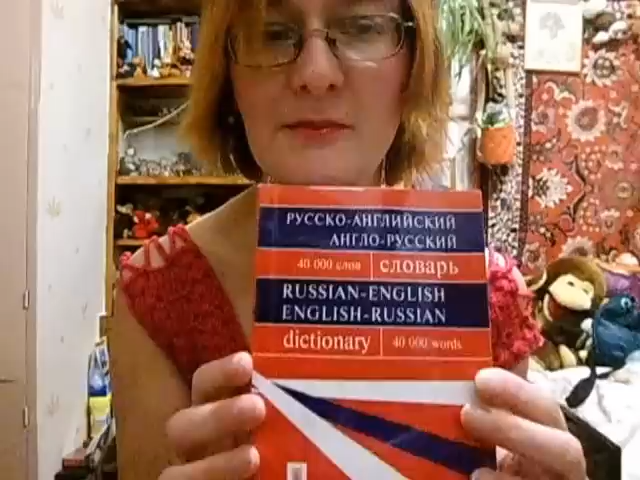 РУССКО-АНГЛИЙСКИЙ
АНГЛО-РУССКИЙ
40 000 слов словарь
RUSSIAN-ENGLISH
ENGLISH-RUSSIAN
dictionary 40 000 words